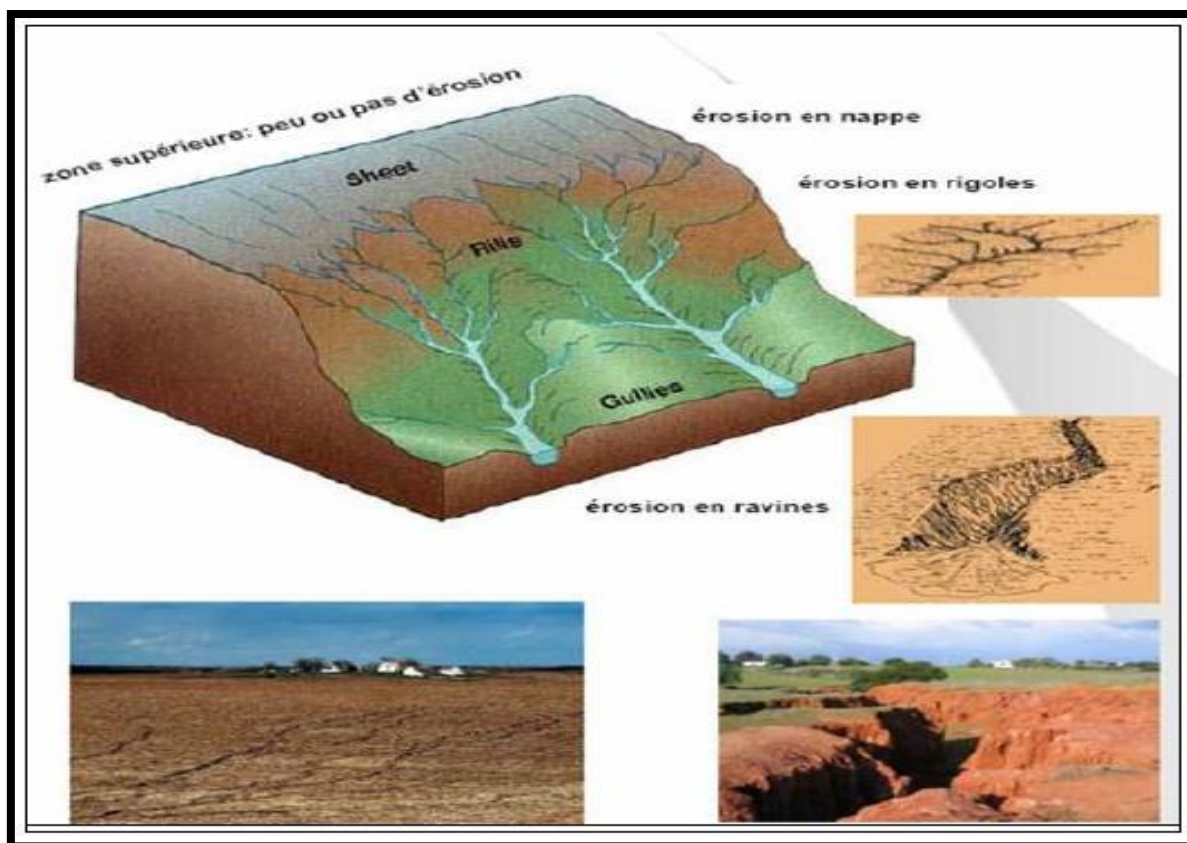 zone supérieure: peu ou pas d'érosion
érosion en nappe
Sheet
érosion en rigoles
Rills
Gullies
érosion en ravines